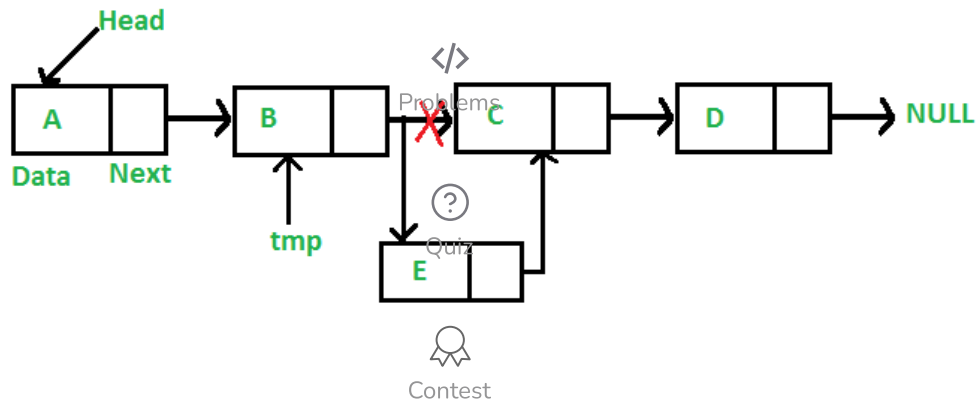 Head
Problems
A
B
C
D
NULL
Data
Next
tmp
Quiz
E
Contest